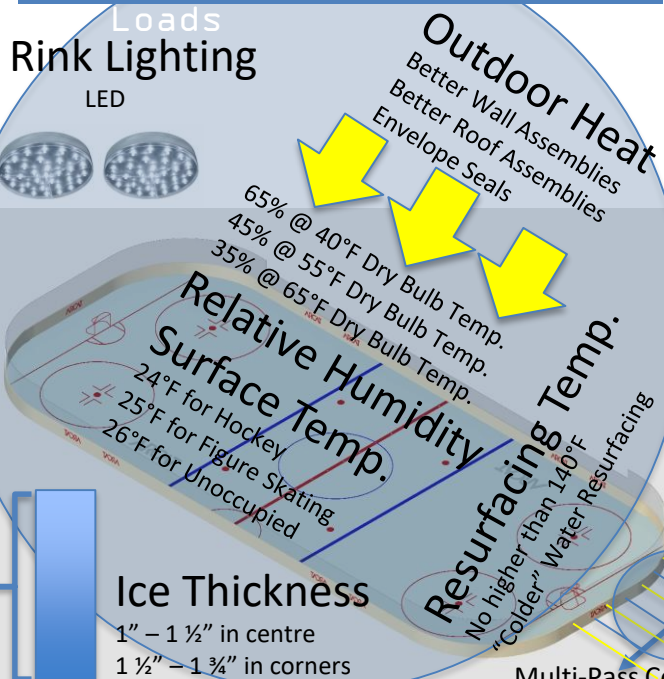 Loads
Rink Lighting
LED
Outdoor Heat
Better Wall Assemblies
Better Roof Assemblies
Envelope Seals
65% @ 40°F Dry Bulb Temp.
45% @ 55°F Dry Bulb Temp.
35% @ 65°F Dry Bulb Temp.
Relative Humidity
Surface Temp.
24°F for Hockey
25°F for Figure Skating
26°F for Unoccupied
Resurfacing Temp.
No higher than 140°F
“Colder” Water Resurfacing
Ice Thickness
1” – 1 ½” in centre
1 ½” – 1 ¾” in corners
Multi-Pass